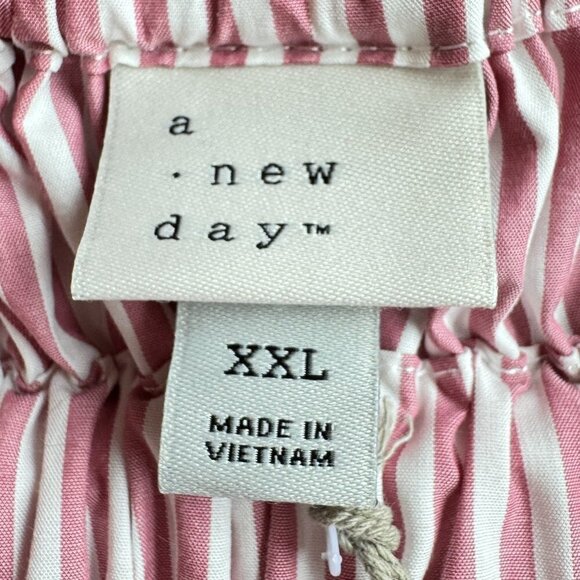 a
· new
day™
XXL
MADE IN
VIETNAM